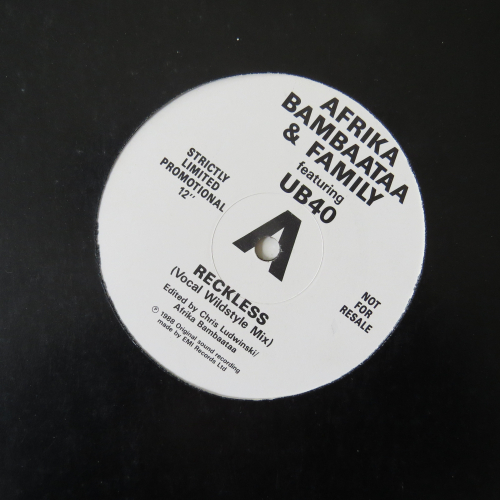 AFRIKA
BAMBAATAA
& FAMILY
featuring
UB40
STRICTLY
LIMITED
PROMOTIONAL
12"
A
NOT
FOR
RESALE
RECKLESS
(Vocal Wildstyle Mix)
Edited by Chris Ludwinski/
Afrika Bambaataa
℗ 1988 Original sound recording
made by EMI Records Ltd